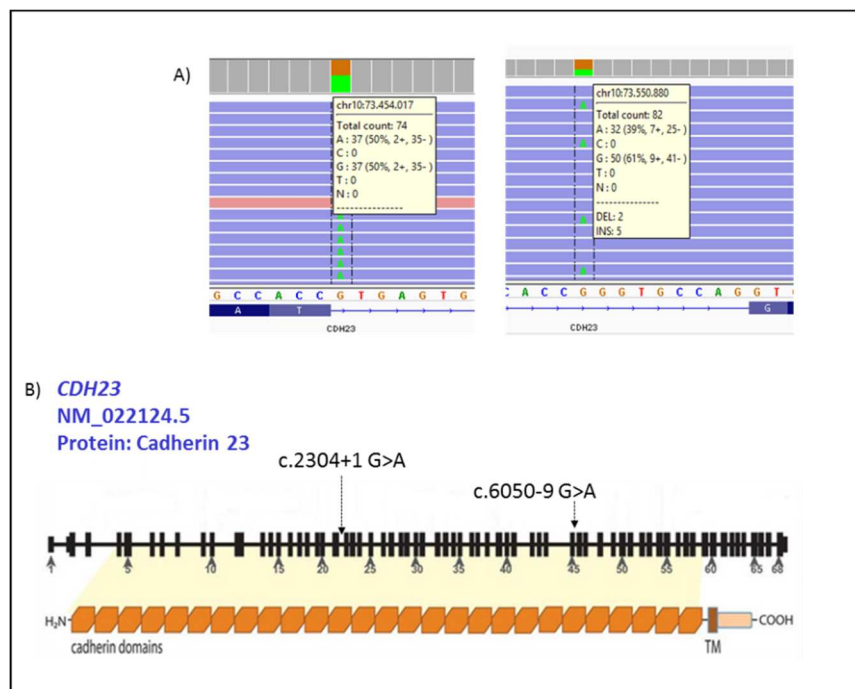 A)
chr10:73.454.017
Total count: 74
A : 37 (50%, 2+, 35- )
C : 0
G : 37 (50%, 2+, 35- )
T : 0
N : 0
---------------
G C C A C C G T G A G T G
A T
CDH23
chr10:73.550.880
Total count: 82
A : 32 (39%, 7+, 25- )
C : 0
G : 50 (61%, 9+, 41- )
T : 0
N : 0
---------------
DEL: 2
INS: 5
C A C C G G G T G C C A G G T
G
CDH23
B) CDH23
NM_022124.5
Protein: Cadherin 23
c.2304+1 G>A
c.6050-9 G>A
1 5 10 15 20 25 30 35 40 45 50 55 60 65 68
H₂N
COOH
cadherin domains
TM